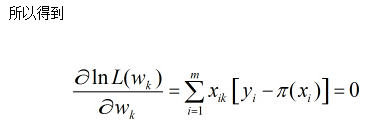 所以得到
∂ ln L(w_k) / ∂w_k = ∑_{i=1}^{m} x_{ik} [y_i − π(x_i)] = 0